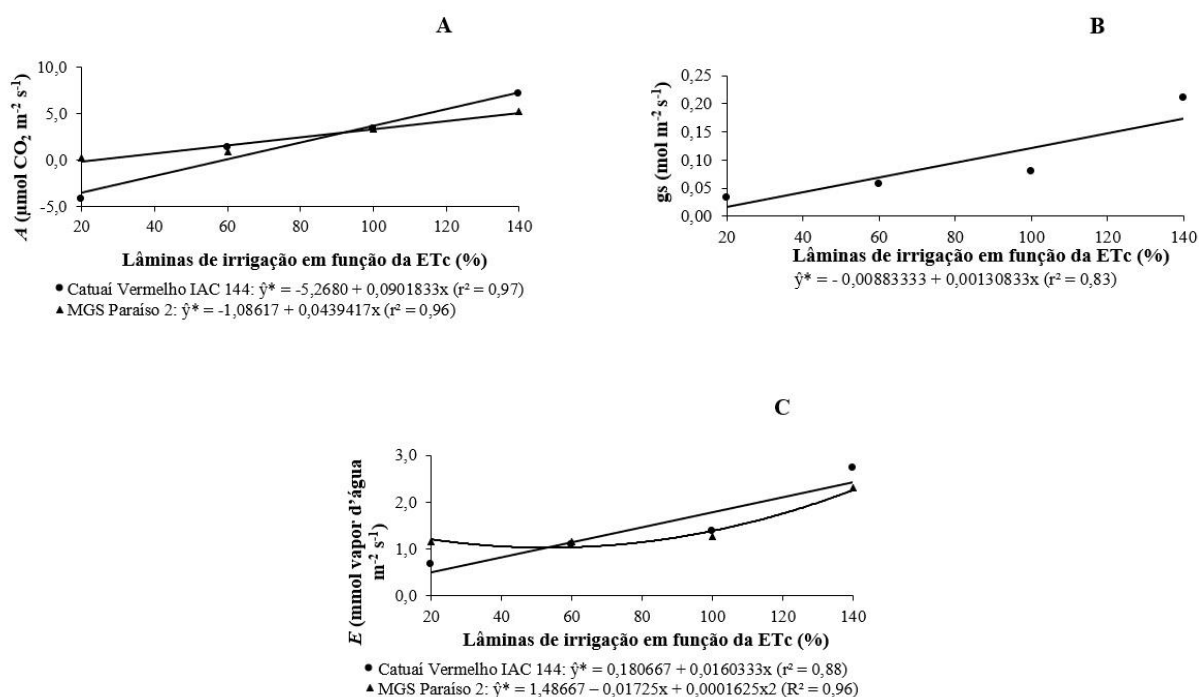 A
A (µmol CO₂ m⁻² s⁻¹)
10,0
5,0
0,0
-5,0
20 40 60 80 100 120 140
Lâminas de irrigação em função da ETc (%)
● Catuaí Vermelho IAC 144: ŷ* = -5,2680 + 0,0901833x (r² = 0,97)
▲ MGS Paraíso 2: ŷ* = -1,08617 + 0,0439417x (r² = 0,96)
B
gs (mol m⁻² s⁻¹)
0,25
0,20
0,15
0,10
0,05
0,00
20 40 60 80 100 120 140
Lâminas de irrigação em função da ETc (%)
ŷ* = - 0,00883333 + 0,00130833x (r² = 0,83)
C
E (mmol vapor d’água
m⁻² s⁻¹)
3,0
2,0
1,0
0,0
20 40 60 80 100 120 140
Lâminas de irrigação em função da ETc (%)
● Catuaí Vermelho IAC 144: ŷ* = 0,180667 + 0,0160333x (r² = 0,88)
▲ MGS Paraíso 2: ŷ* = 1,48667 – 0,01725x + 0,0001625x2 (R² = 0,96)